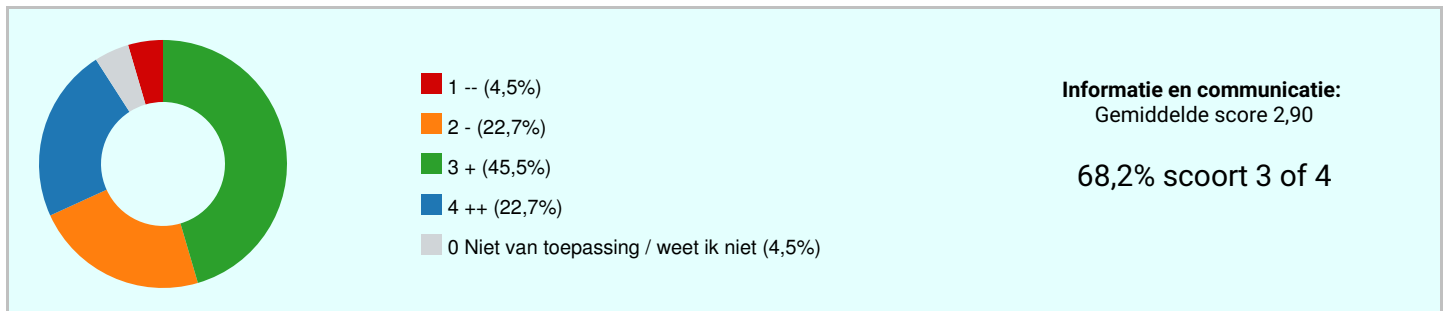 1 -- (4,5%)
2 - (22,7%)
3 + (45,5%)
4 ++ (22,7%)
0 Niet van toepassing / weet ik niet (4,5%)
Informatie en communicatie:
Gemiddelde score 2,90
68,2% scoort 3 of 4